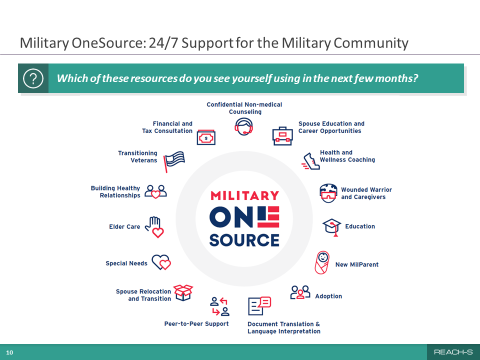 Military OneSource: 24/7 Support for the Military Community
?
Which of these resources do you see yourself using in the next few months?
Confidential Non-medical
Counseling
Financial and
Tax Consultation
Spouse Education and
Career Opportunities
Transitioning
Veterans
Health and
Wellness Coaching
Building Healthy
Relationships
Wounded Warrior
and Caregivers
MILITARY
ONE
SOURCE
Elder Care
Education
Special Needs
New MilParent
Spouse Relocation
and Transition
Adoption
Peer-to-Peer Support
Document Translation &
Language Interpretation
10
REACH-S